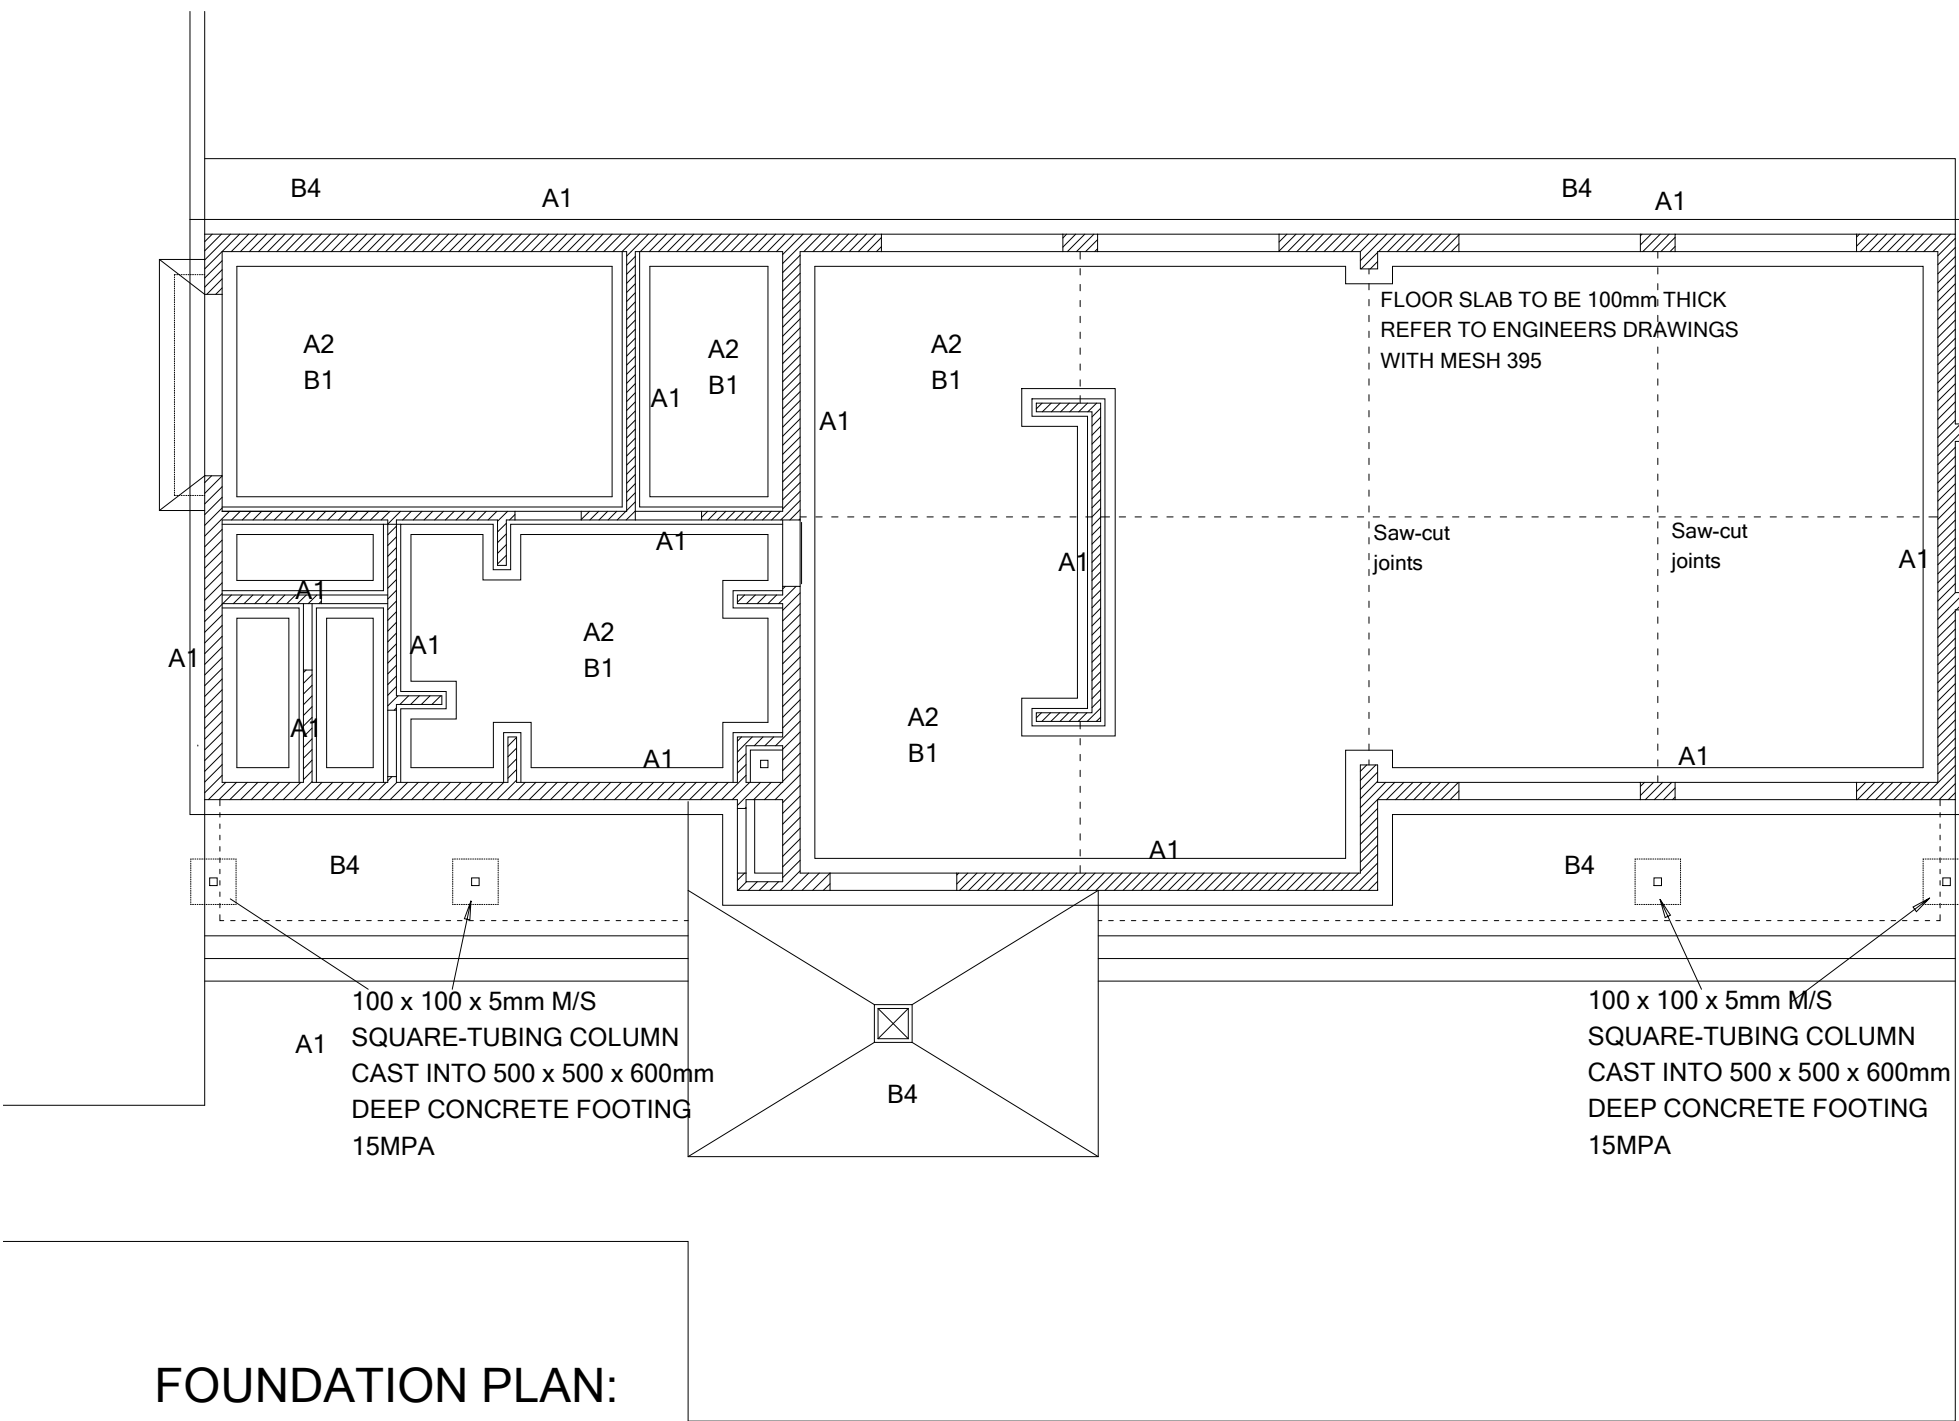 B4
A1
B4
A1
FLOOR SLAB TO BE 100mm THICK
REFER TO ENGINEERS DRAWINGS
WITH MESH 395
A2
B1
A2
B1
A2
B1
A1
A1
A1
Saw-cut
joints
Saw-cut
joints
A1
A1
A1
A1
A1
A2
B1
A1
A1
A2
B1
A1
A1
A1
B4
B4
100 x 100 x 5mm M/S
SQUARE-TUBING COLUMN
CAST INTO 500 x 500 x 600mm
DEEP CONCRETE FOOTING
15MPA
A1
B4
100 x 100 x 5mm M/S
SQUARE-TUBING COLUMN
CAST INTO 500 x 500 x 600mm
DEEP CONCRETE FOOTING
15MPA
FOUNDATION PLAN: